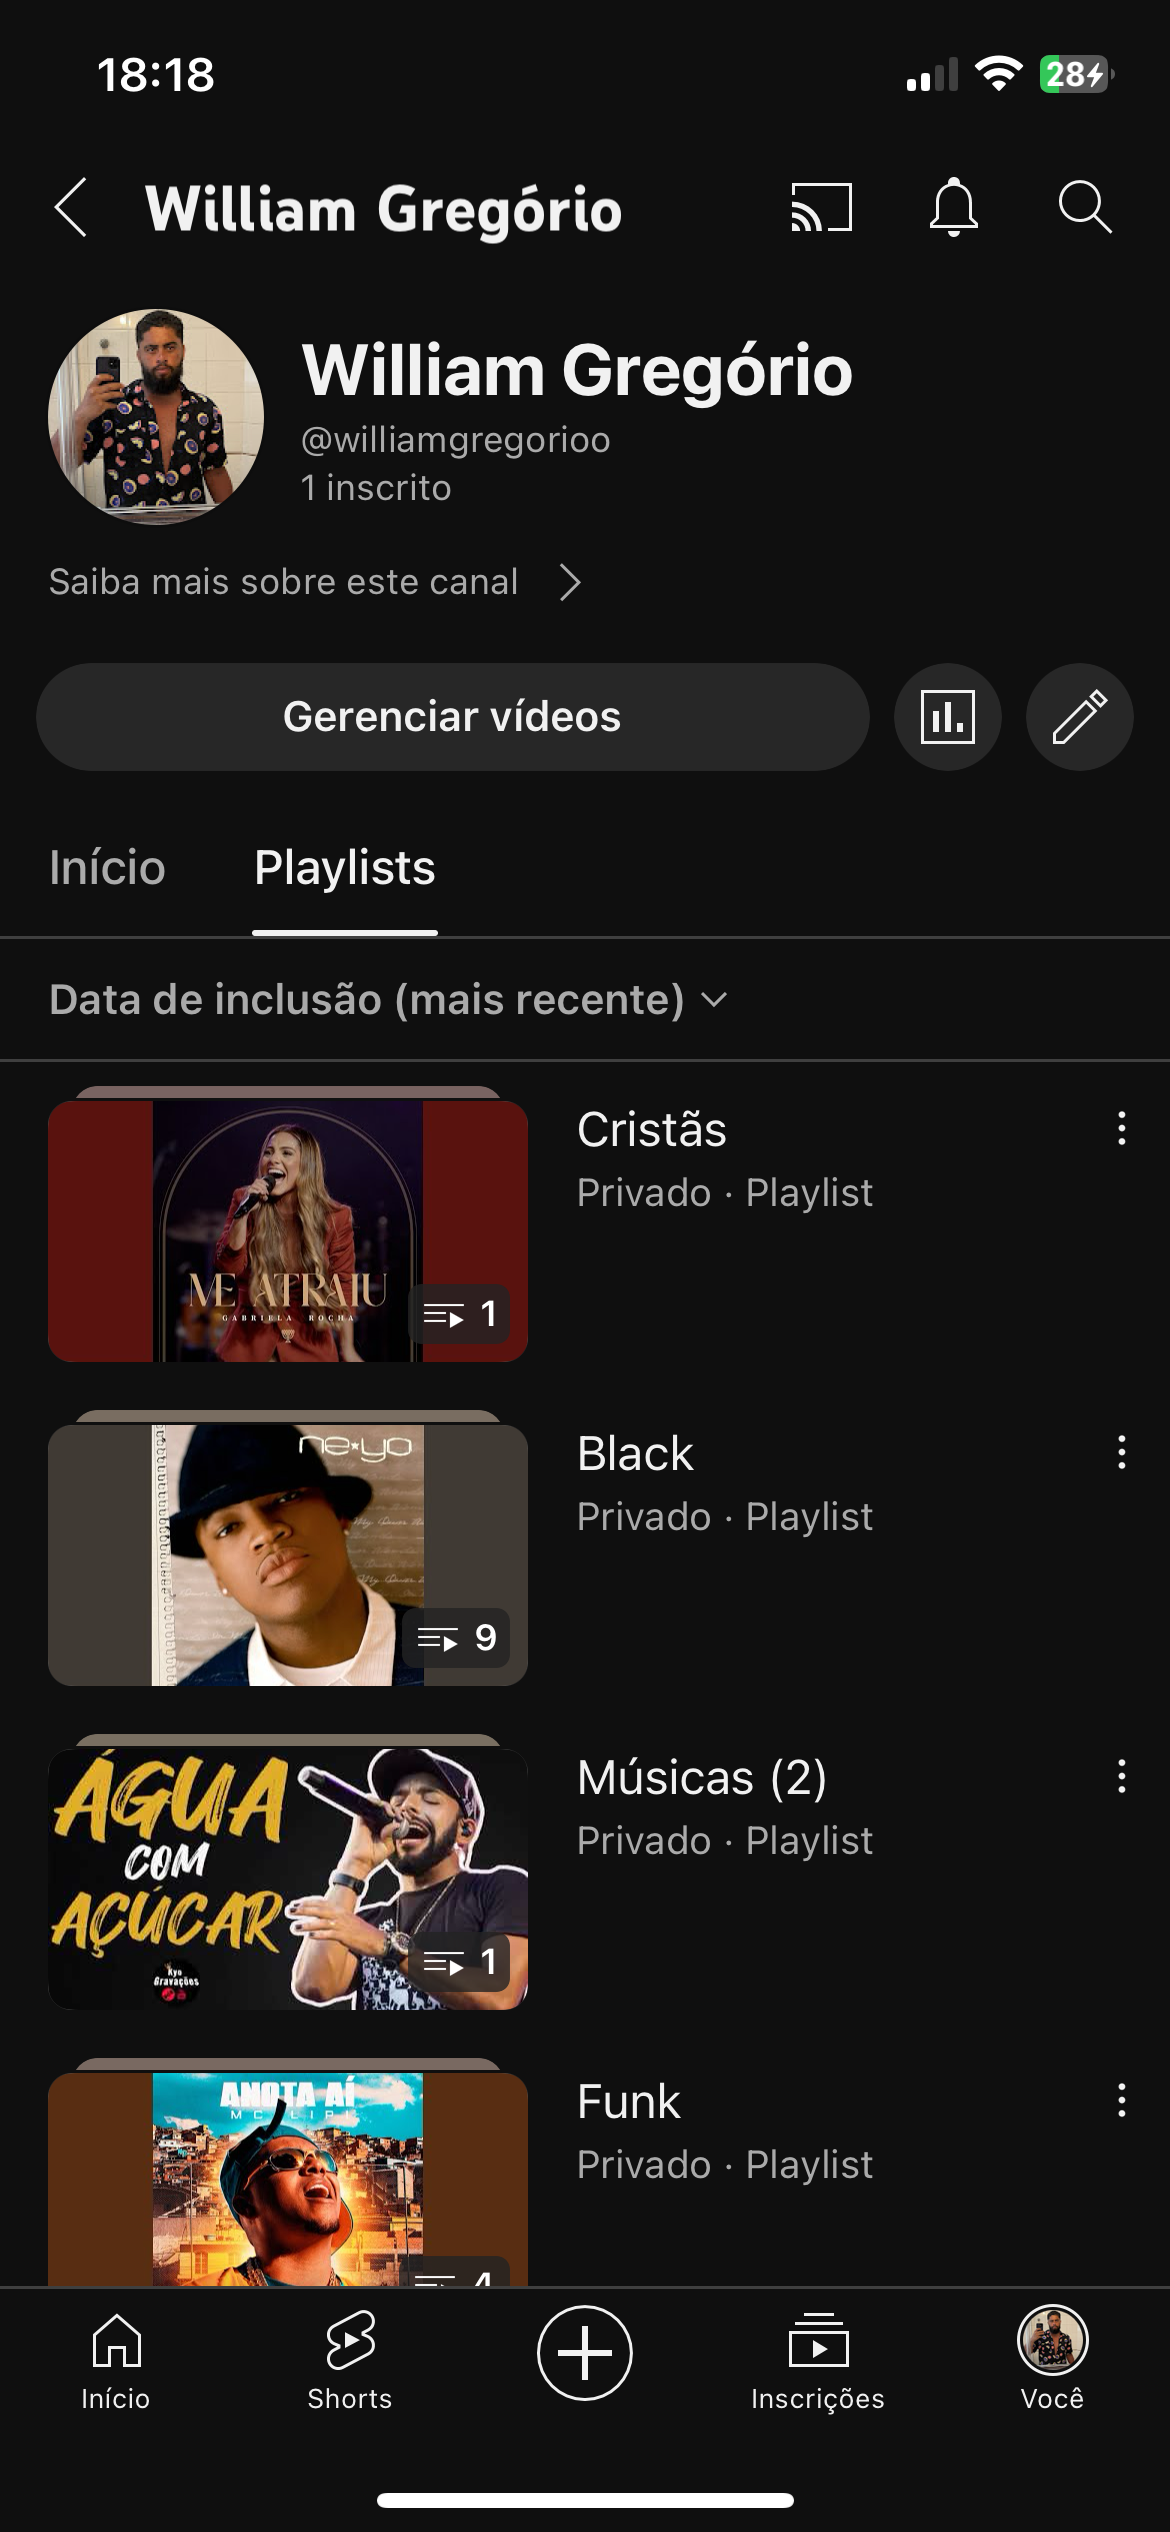 18:18
28
William Gregório
William Gregório
@williamgregorioo
1 inscrito
Saiba mais sobre este canal
Gerenciar vídeos
Início
Playlists
Data de inclusão (mais recente)
ME ATRAIU
GABRIELA ROCHA
1
Cristãs
Privado · Playlist
ne★yo
9
Black
Privado · Playlist
ÁGUA
COM
AÇÚCAR
Kyo
Gravações
1
Músicas (2)
Privado · Playlist
ANOTA AÍ
MC LIPI
4
Funk
Privado · Playlist
Início
Shorts
Inscrições
Você